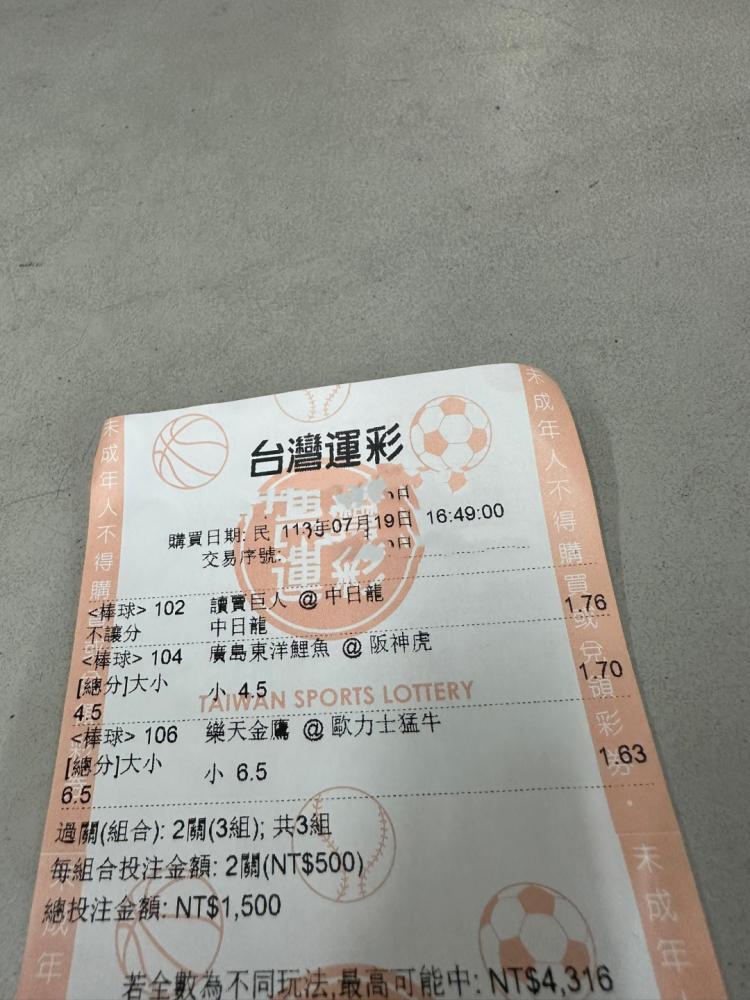 台灣運彩
購買日期: 民 113年07月19日 16:49:00
交易序號:
<棒球> 102 讀賣巨人 @ 中日龍 1.76
不讓分 中日龍
<棒球> 104 廣島東洋鯉魚 @ 阪神虎 1.70
[總分]大小 小 4.5
4.5
TAIWAN SPORTS LOTTERY
<棒球> 106 樂天金鷹 @ 歐力士猛牛 1.63
[總分]大小 小 6.5
6.5
過關(組合): 2關(3組); 共3組
每組合投注金額: 2關(NT$500)
總投注金額: NT$1,500
若全數為不同玩法,最高可能中: NT$4,316
未成年人不得購
未成年人不得購買或兌領彩券・未成年人